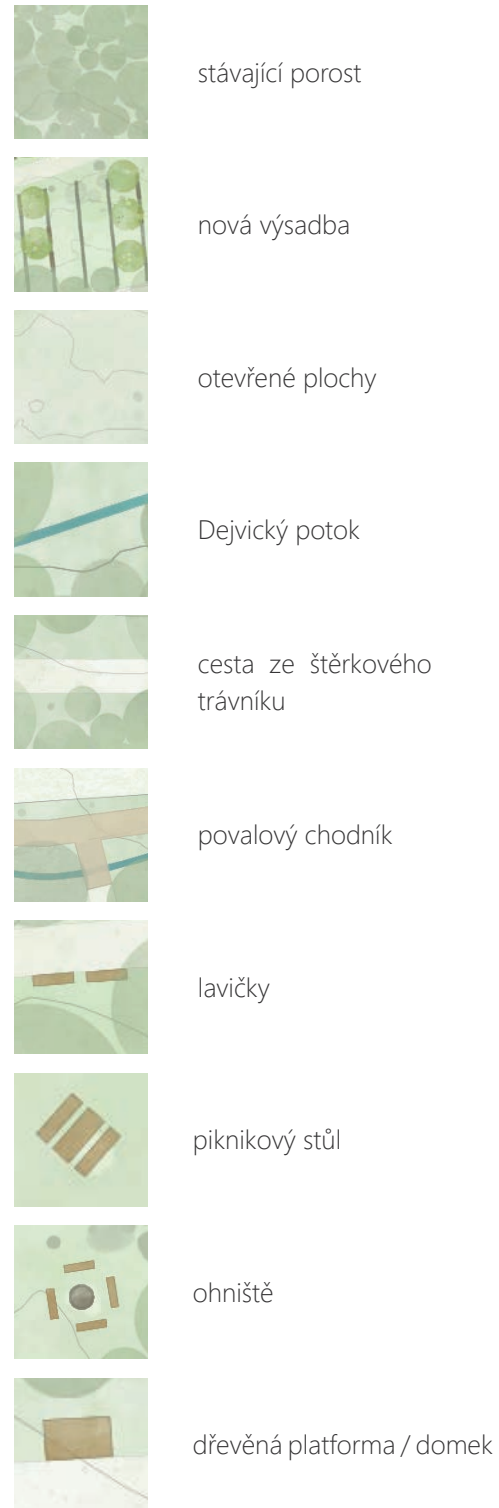 stávající porost
nová výsadba
otevřené plochy
Dejvický potok
cesta ze štěrkového
trávníku
povalový chodník
lavičky
piknikový stůl
ohniště
dřevěná platforma / domek